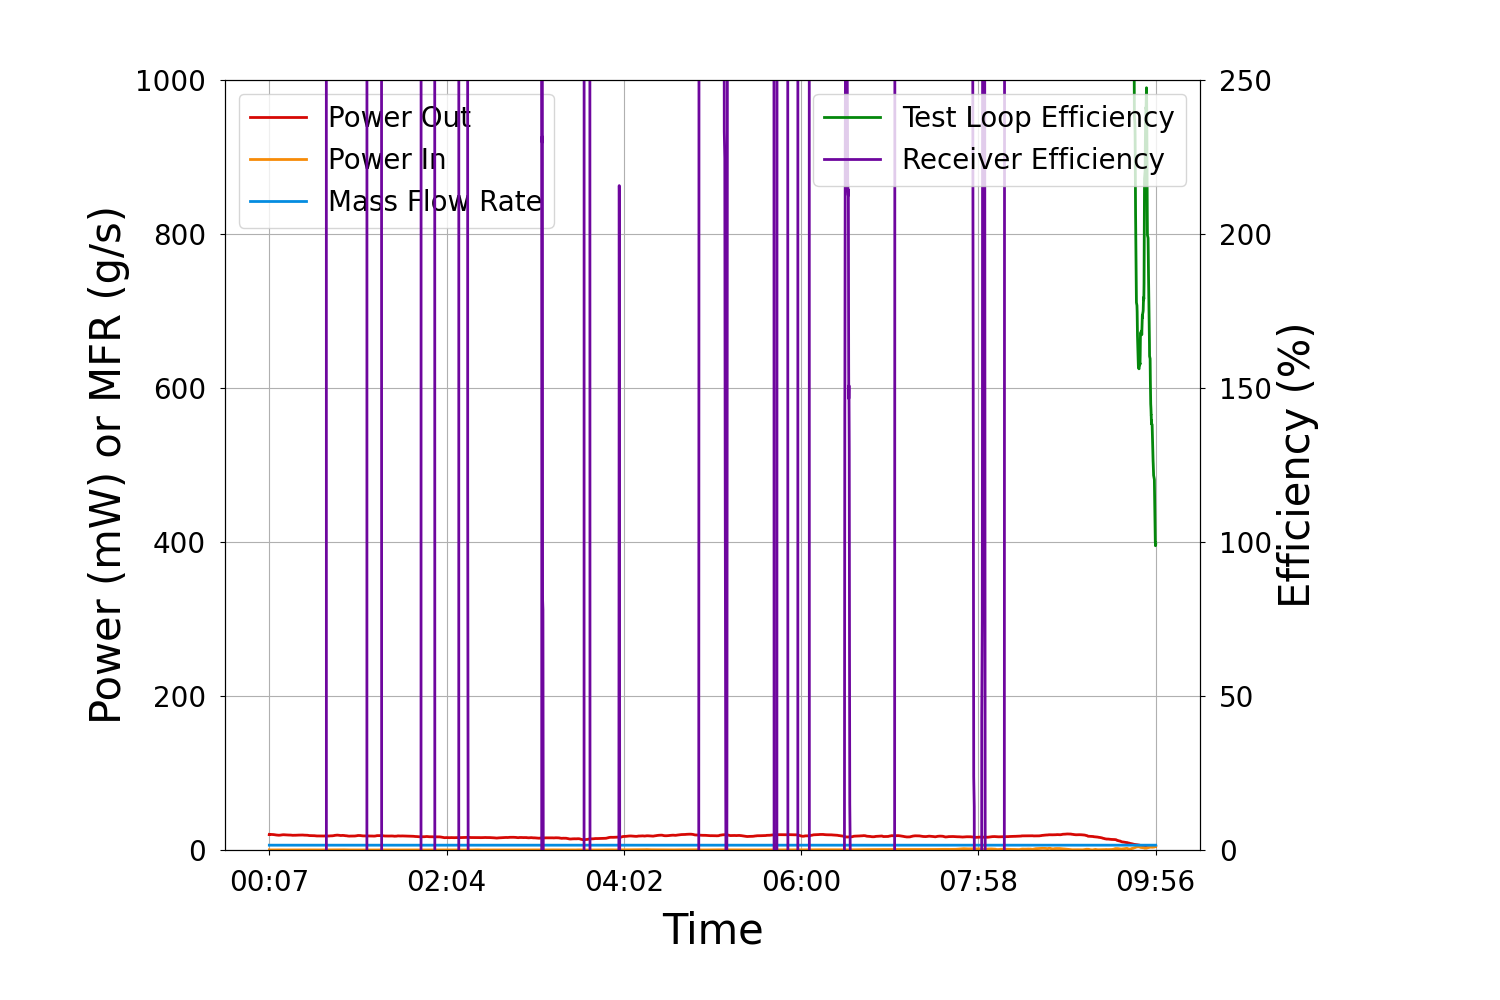 1000
800
600
400
200
0
Power (mW) or MFR (g/s)
Power Out
Power In
Mass Flow Rate
Test Loop Efficiency
Receiver Efficiency
250
200
150
100
50
0
Efficiency (%)
00:07 02:04 04:02 06:00 07:58 09:56
Time